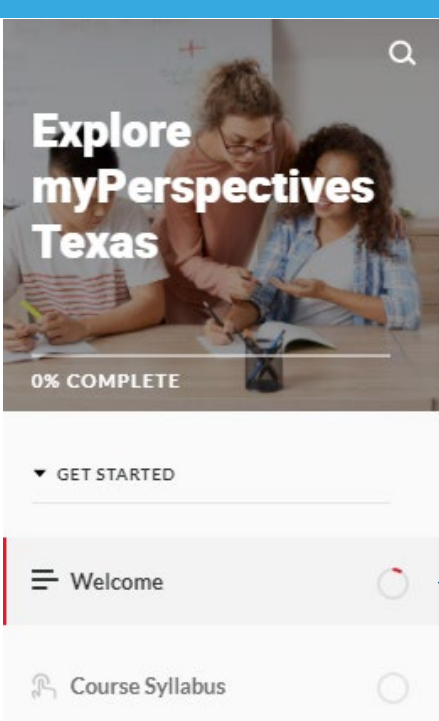 Explore
myPerspectives
Texas
0% COMPLETE
GET STARTED
Welcome
Course Syllabus